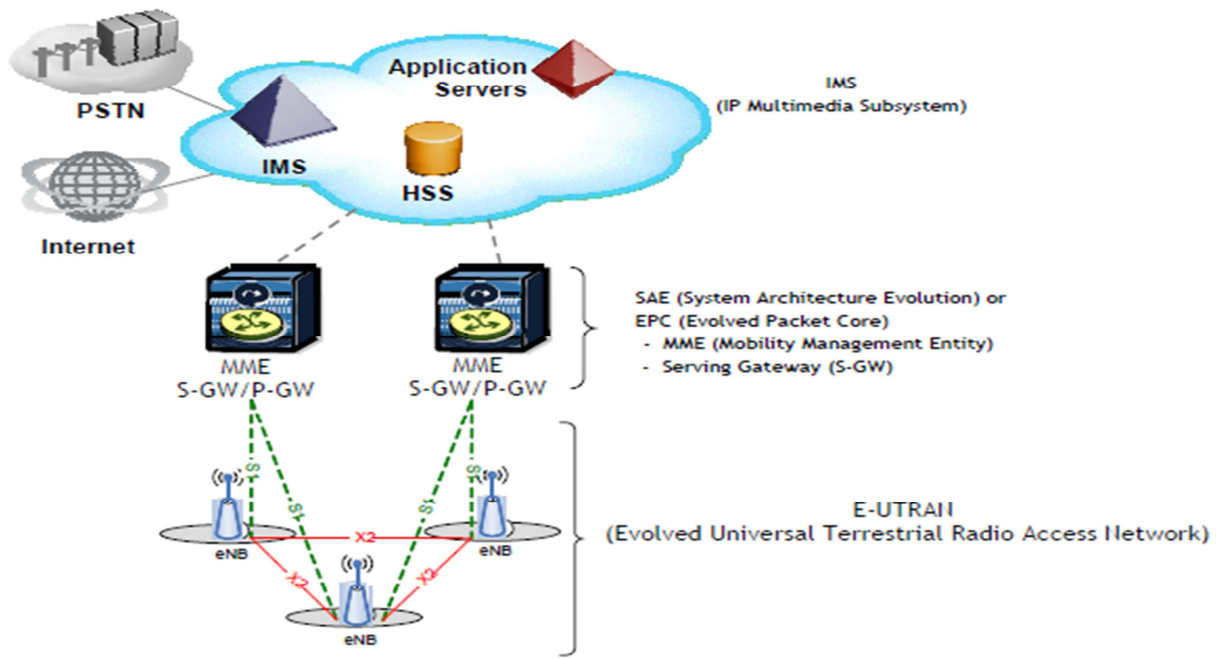 PSTN
Internet
Application
Servers
IMS
HSS
IMS
(IP Multimedia Subsystem)
MME
S-GW/P-GW
MME
S-GW/P-GW
SAE (System Architecture Evolution) or
EPC (Evolved Packet Core)
- MME (Mobility Management Entity)
- Serving Gateway (S-GW)
S1
S1
S1
S1
eNB
X2
eNB
X2
X2
eNB
E-UTRAN
(Evolved Universal Terrestrial Radio Access Network)